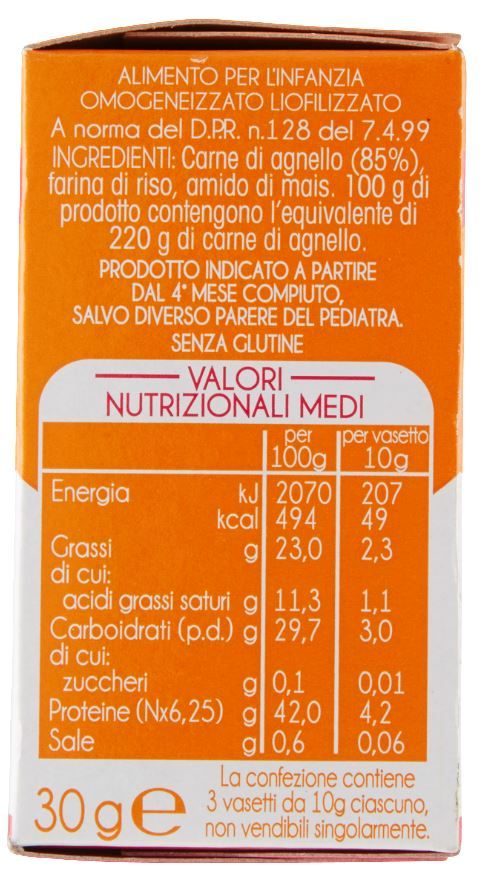 ALIMENTO PER L'INFANZIA
OMOGENEIZZATO LIOFILIZZATO
A norma del D.P.R. n.128 del 7.4.99
INGREDIENTI: Carne di agnello (85%),
farina di riso, amido di mais. 100 g di
prodotto contengono l'equivalente di
220 g di carne di agnello.
PRODOTTO INDICATO A PARTIRE
DAL 4° MESE COMPIUTO,
SALVO DIVERSO PARERE DEL PEDIATRA.
SENZA GLUTINE
VALORI
NUTRIZIONALI MEDI
per 100g per vasetto 10g
Energia kJ 2070 207
kcal 494 49
Grassi g 23,0 2,3
di cui:
acidi grassi saturi g 11,3 1,1
Carboidrati (p.d.) g 29,7 3,0
di cui:
zuccheri g 0,1 0,01
Proteine (Nx6,25) g 42,0 4,2
Sale g 0,6 0,06
30 g e
La confezione contiene
3 vasetti da 10g ciascuno,
non vendibili singolarmente.